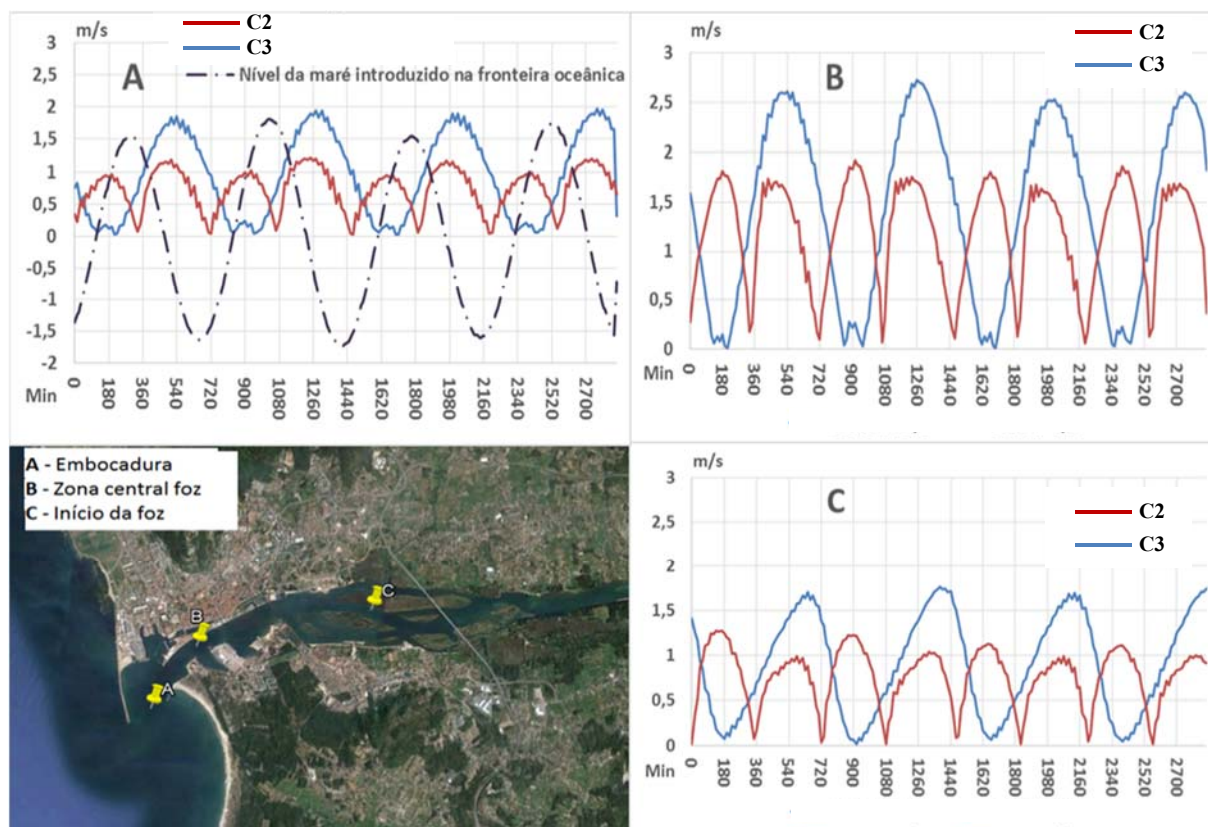 m/s
C2
C3
A
Nível da maré introduzido na fronteira oceânica
3
2,5
2
1,5
1
0,5
0
-0,5
-1
-1,5
-2
Min
0 180 360 540 720 900 1080 1260 1440 1620 1800 1980 2160 2340 2520 2700
m/s
C2
C3
B
3
2,5
2
1,5
1
0,5
0
Min
0 180 360 540 720 900 1080 1260 1440 1620 1800 1980 2160 2340 2520 2700
A - Embocadura
B - Zona central foz
C - Início da foz
C
B
A
m/s
C
C2
C3
3
2,5
2
1,5
1
0,5
0
Min
0 180 360 540 720 900 1080 1260 1440 1620 1800 1980 2160 2340 2520 2700